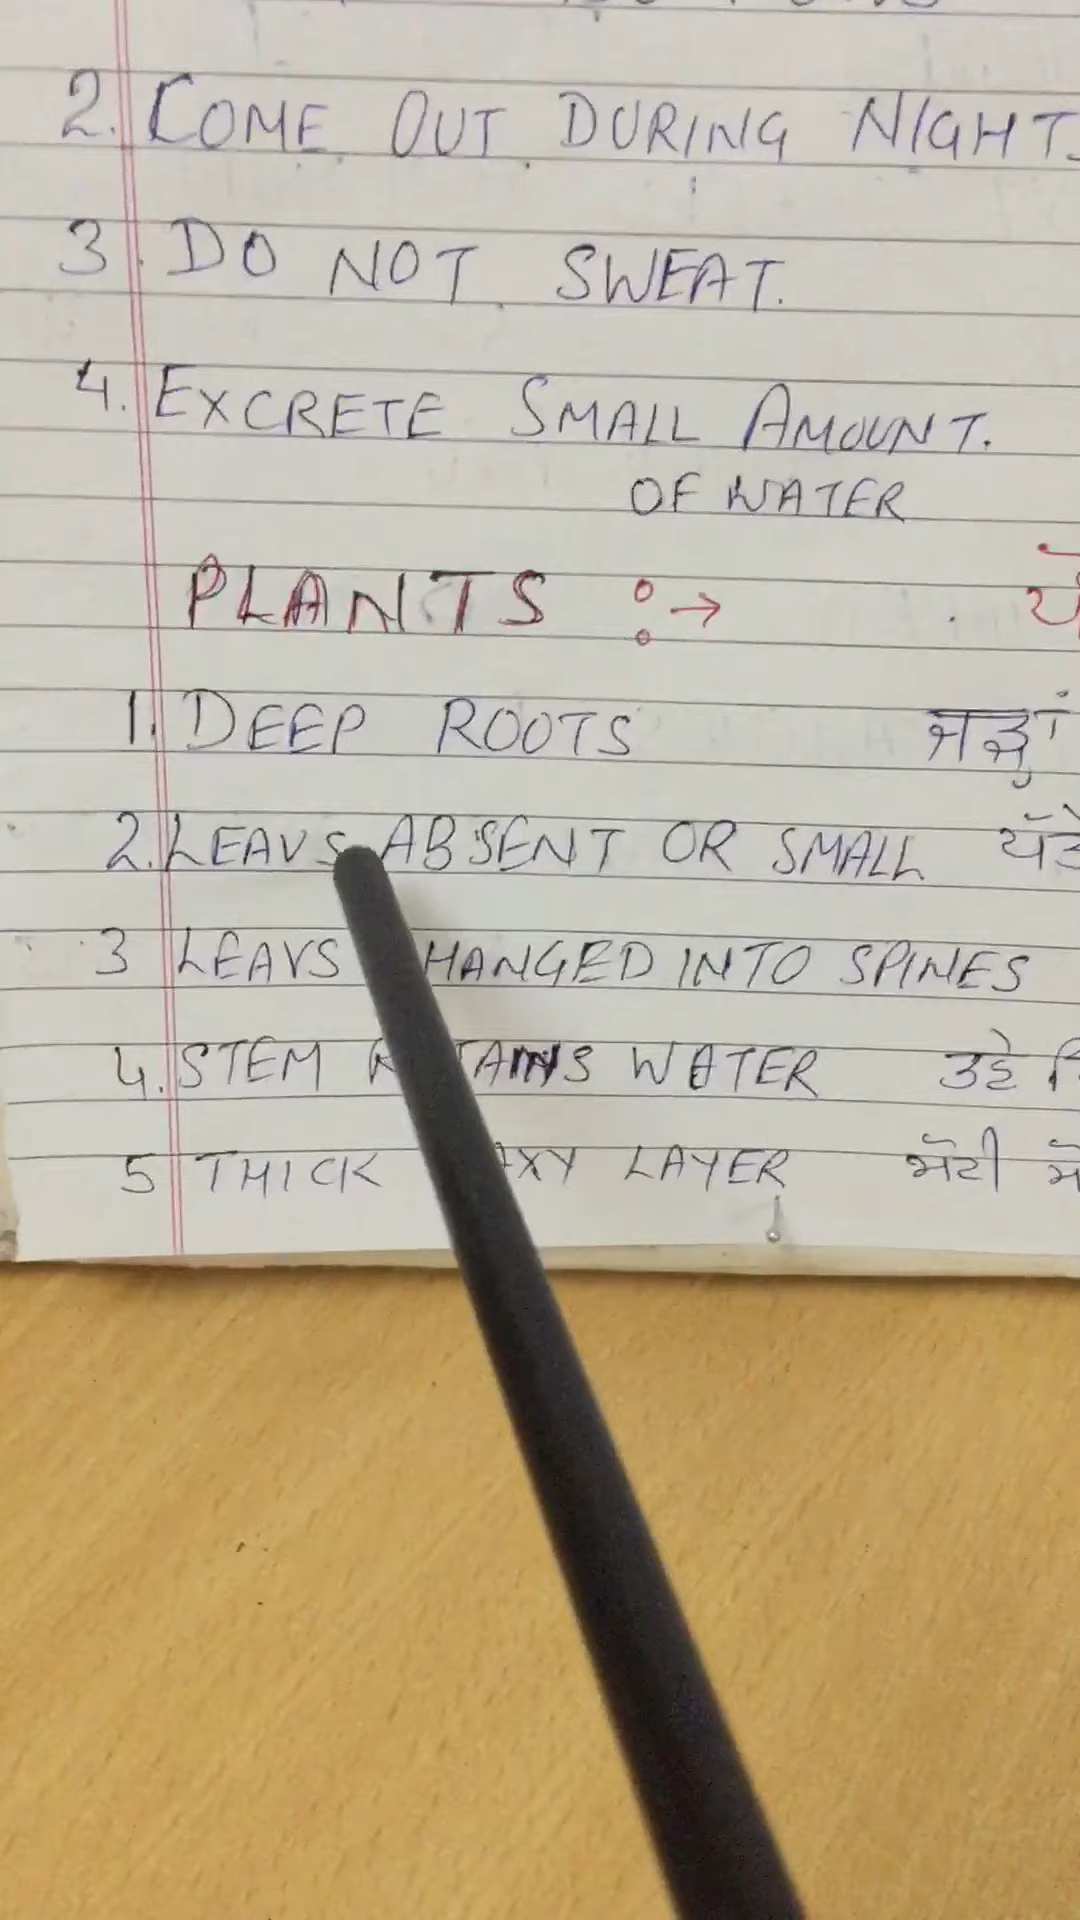 2. COME OUT DURING NIGHT.
3. DO NOT SWEAT.
4. EXCRETE SMALL AMOUNT.
OF WATER
PLANTS :→
1. DEEP ROOTS ਜੜ੍ਹਾਂ
2. LEAVS ABSENT OR SMALL
3 LEAVS HANGED INTO SPINES
4. STEM WATER
5 THICK LAYER ਮੋਟੀ